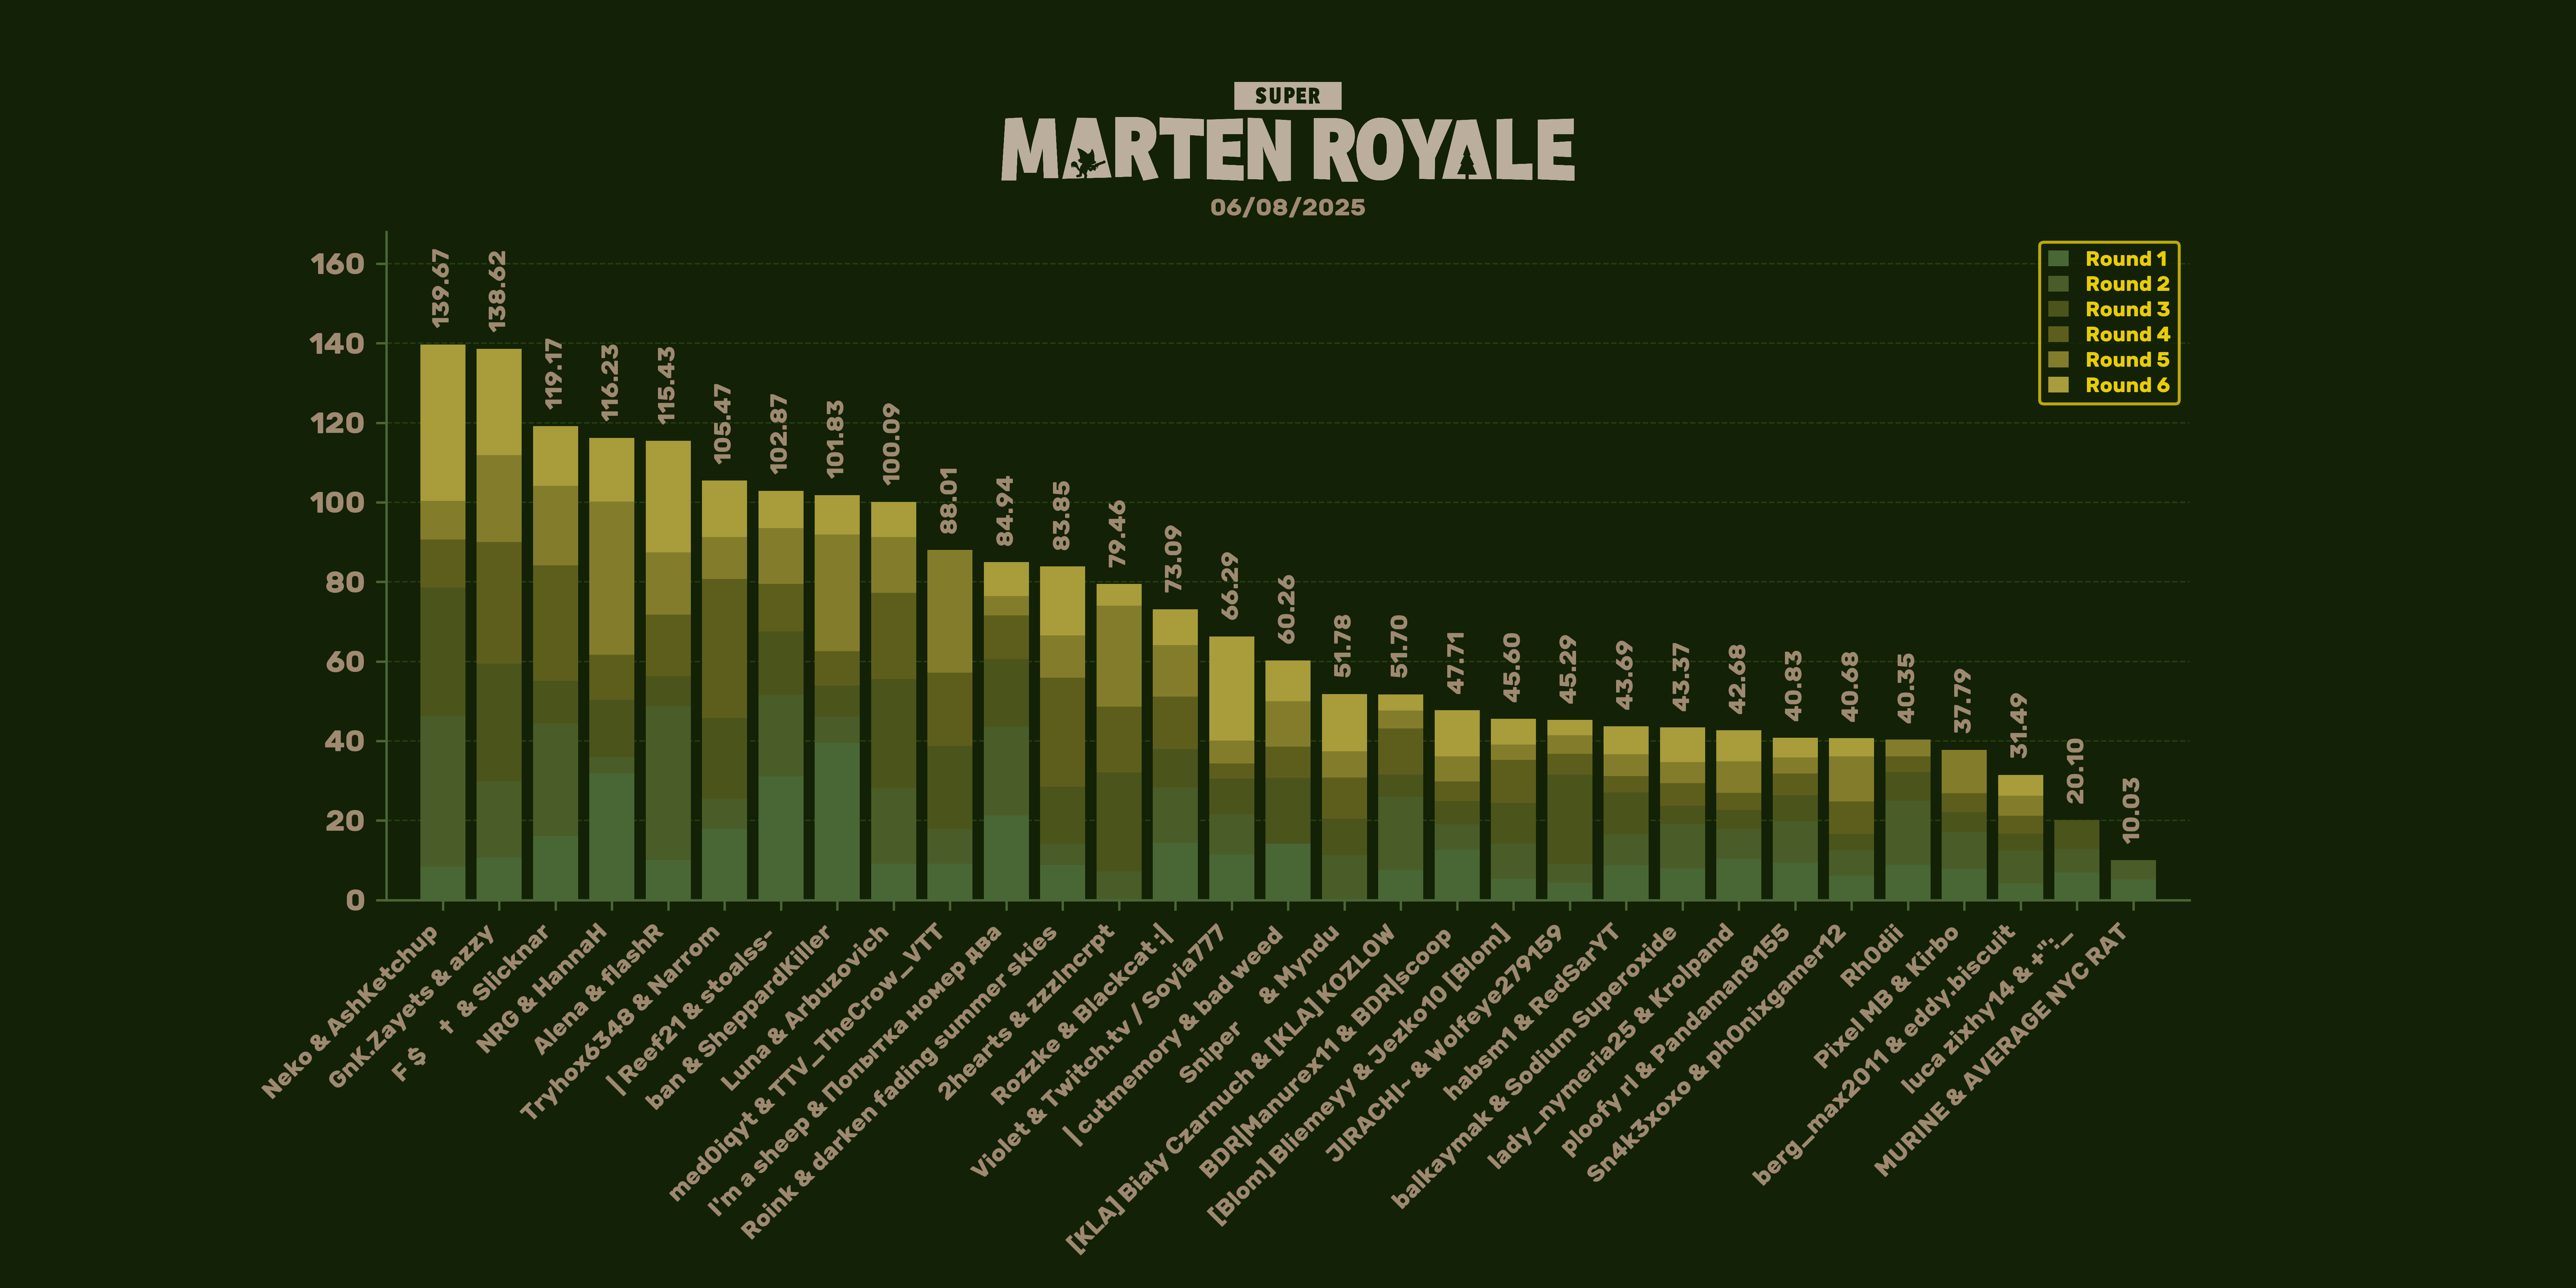 SUPER
MARTEN ROYALE
06/08/2025
160
140
120
100
80
60
40
20
0
139.67
138.62
119.17
116.23
115.43
105.47
102.87
101.83
100.09
88.01
84.94
83.85
79.46
73.09
66.29
60.26
51.78
51.70
47.71
45.60
45.29
43.69
43.37
42.68
40.83
40.68
40.35
37.79
31.49
20.10
10.03
Round 1
Round 2
Round 3
Round 4
Round 5
Round 6
Neko & AshKetchup
GnK.Zayets & azzy
F $ † & Slicknar
NRG & HannaH
Alena & flashR
Tryhox6348 & Narrom
| Reef21 & stoalss-
ban & SheppardKiller
Luna & Arbuzovich
med0iqyt & TTV_TheCrow_VTT
I'm a sheep & Попытка номер два
Roink & darken fading summer skies
2hearts & zzzIncrpt
Rozzke & Blackcat:·|
Violet & Twitch.tv / Soyia777
| cutmemory & bad weed
Sniper & Myndu
[KLA] Biały Czarnuch & [KLA] KOZLOW
BDR|Manurex11 & BDR|scoop
[Blom] Bliemeyy & Jezko10 [Blom]
JIRACHI~ & Wolfeye279159
habsm1 & RedSarYT
balkaymak & Sodium Superoxide
lady_nymeria25 & Krolpand
ploofy rl & Pandaman8155
Sn4k3xoxo & ph0nixgamer12
Rh0dii
Pixel MB & Kirbo
berg_max2011 & eddy.biscuit
luca zixhy14 & +";._
MURINE & AVERAGE NYC RAT